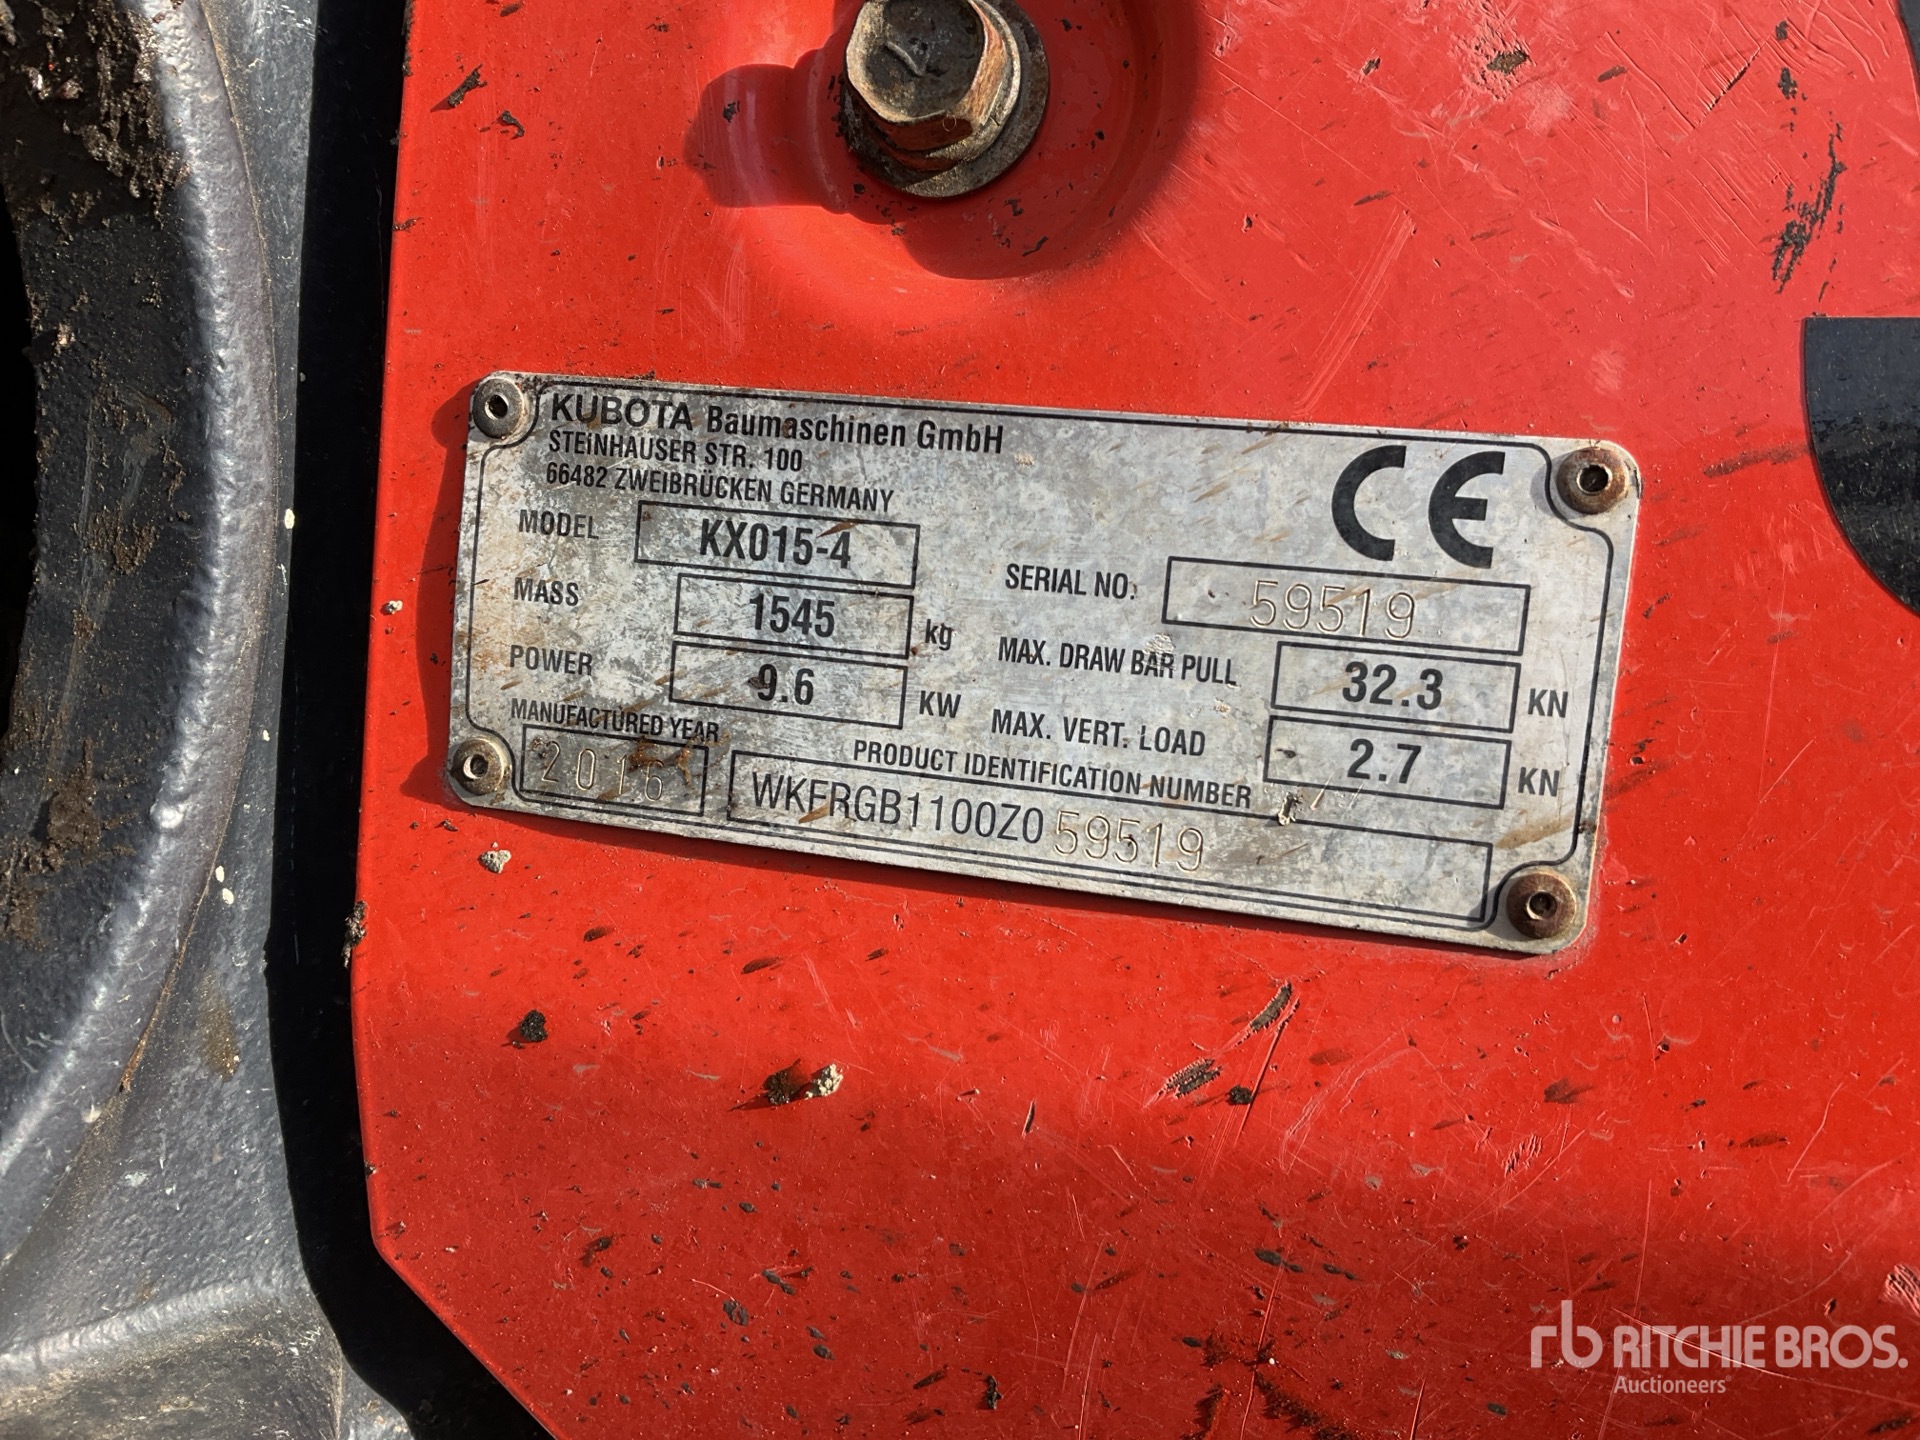 KUBOTA Baumaschinen GmbH
STEINHAUSER STR. 100
66482 ZWEIBRÜCKEN GERMANY
CE
MODEL KX015-4
MASS 1545 kg
POWER 9.6 KW
MANUFACTURED YEAR
2016
SERIAL NO. 59519
MAX. DRAW BAR PULL 32.3 KN
MAX. VERT. LOAD 2.7 KN
PRODUCT IDENTIFICATION NUMBER
WKFRGB1100Z059519
rb RITCHIE BROS.
Auctioneers